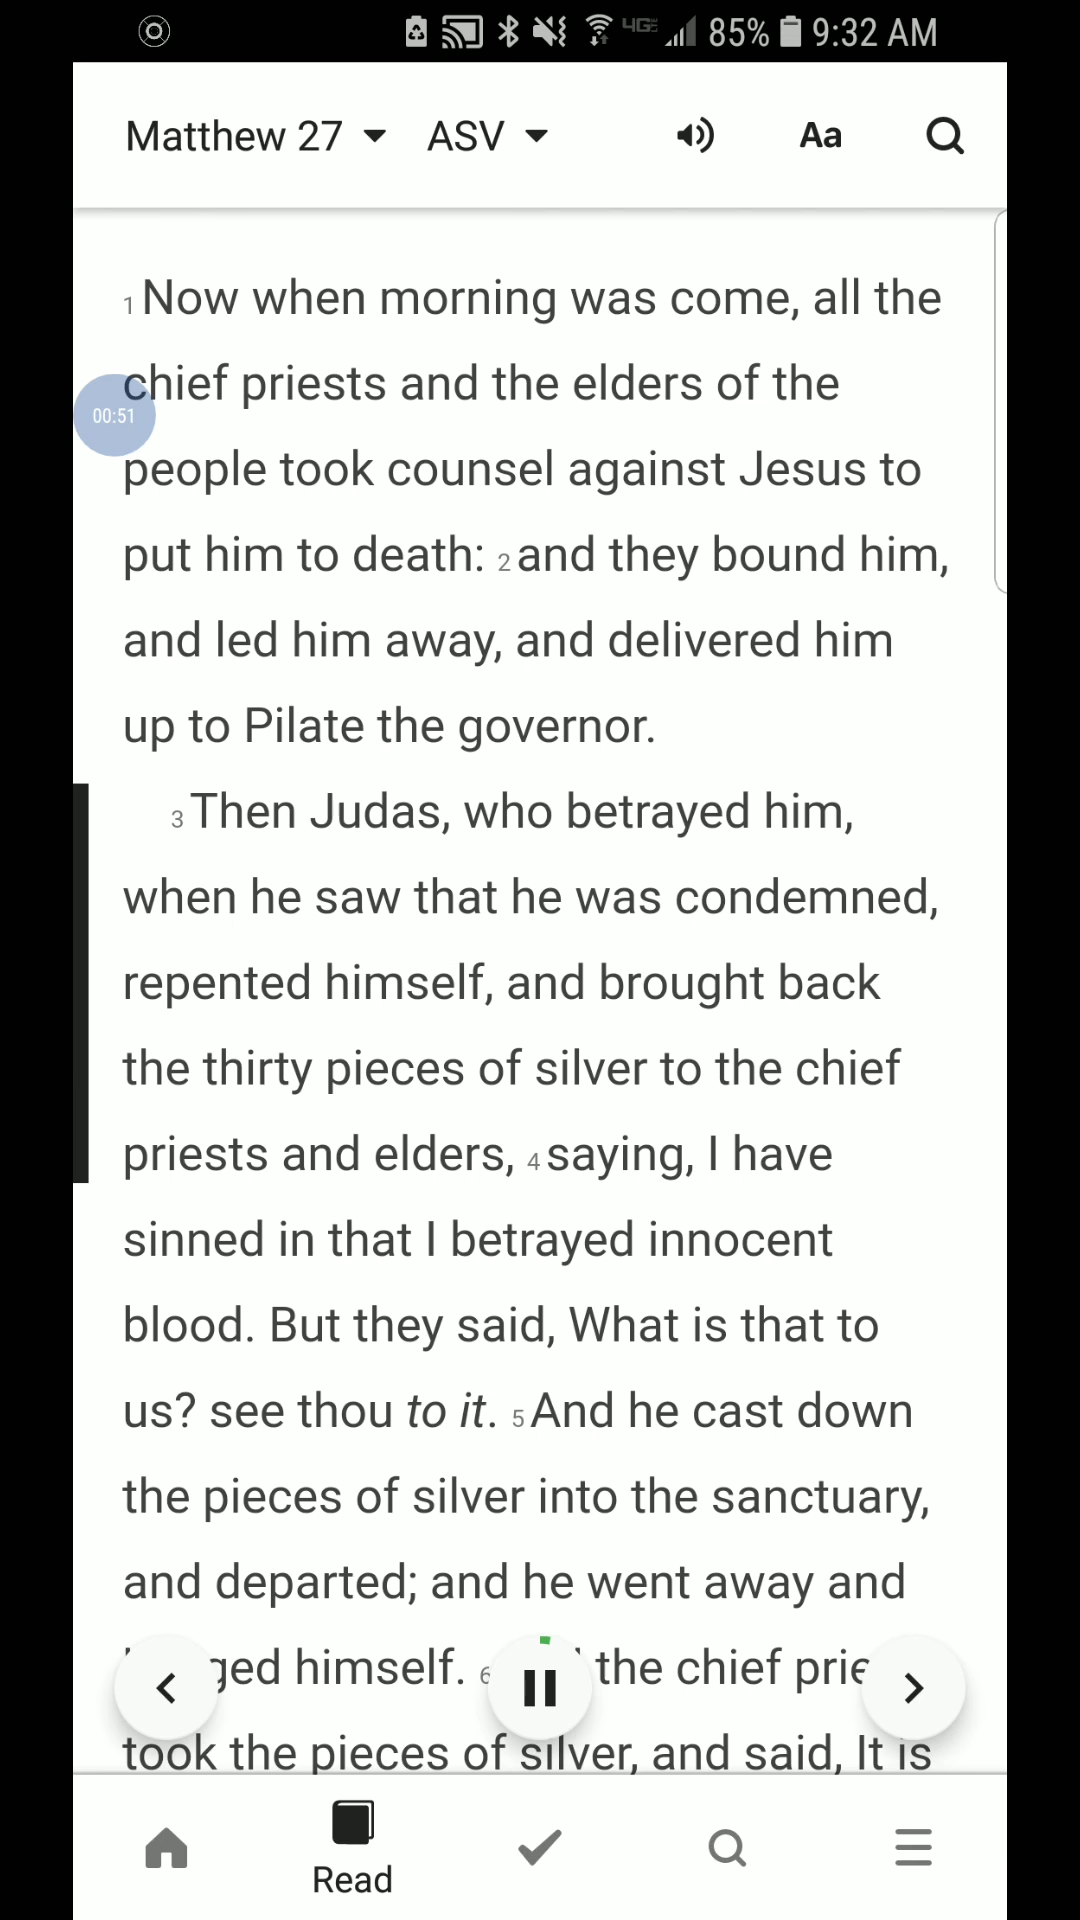 4G 85% 9:32 AM
Matthew 27 ASV Aa
1 Now when morning was come, all the
chief priests and the elders of the
00:51
people took counsel against Jesus to
put him to death: 2 and they bound him,
and led him away, and delivered him
up to Pilate the governor.
3 Then Judas, who betrayed him,
when he saw that he was condemned,
repented himself, and brought back
the thirty pieces of silver to the chief
priests and elders, 4 saying, I have
sinned in that I betrayed innocent
blood. But they said, What is that to
us? see thou to it. 5 And he cast down
the pieces of silver into the sanctuary,
and departed; and he went away and
himself. 6 the chief
took the pieces of silver, and said, It is
Read